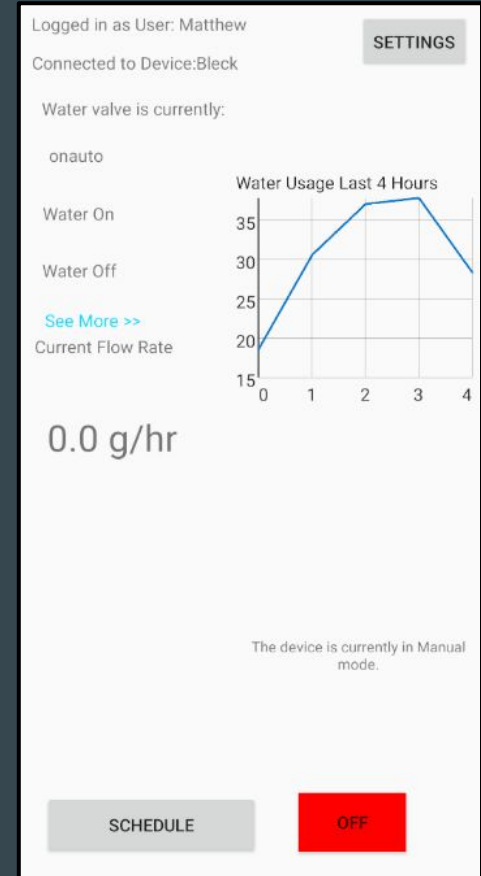 Logged in as User: Matthew
SETTINGS
Connected to Device:Bleck
Water valve is currently:
onauto
Water On
Water Off
See More >>
Current Flow Rate
0.0 g/hr
Water Usage Last 4 Hours
35
30
25
20
15
0 1 2 3 4
The device is currently in Manual
mode.
SCHEDULE
OFF